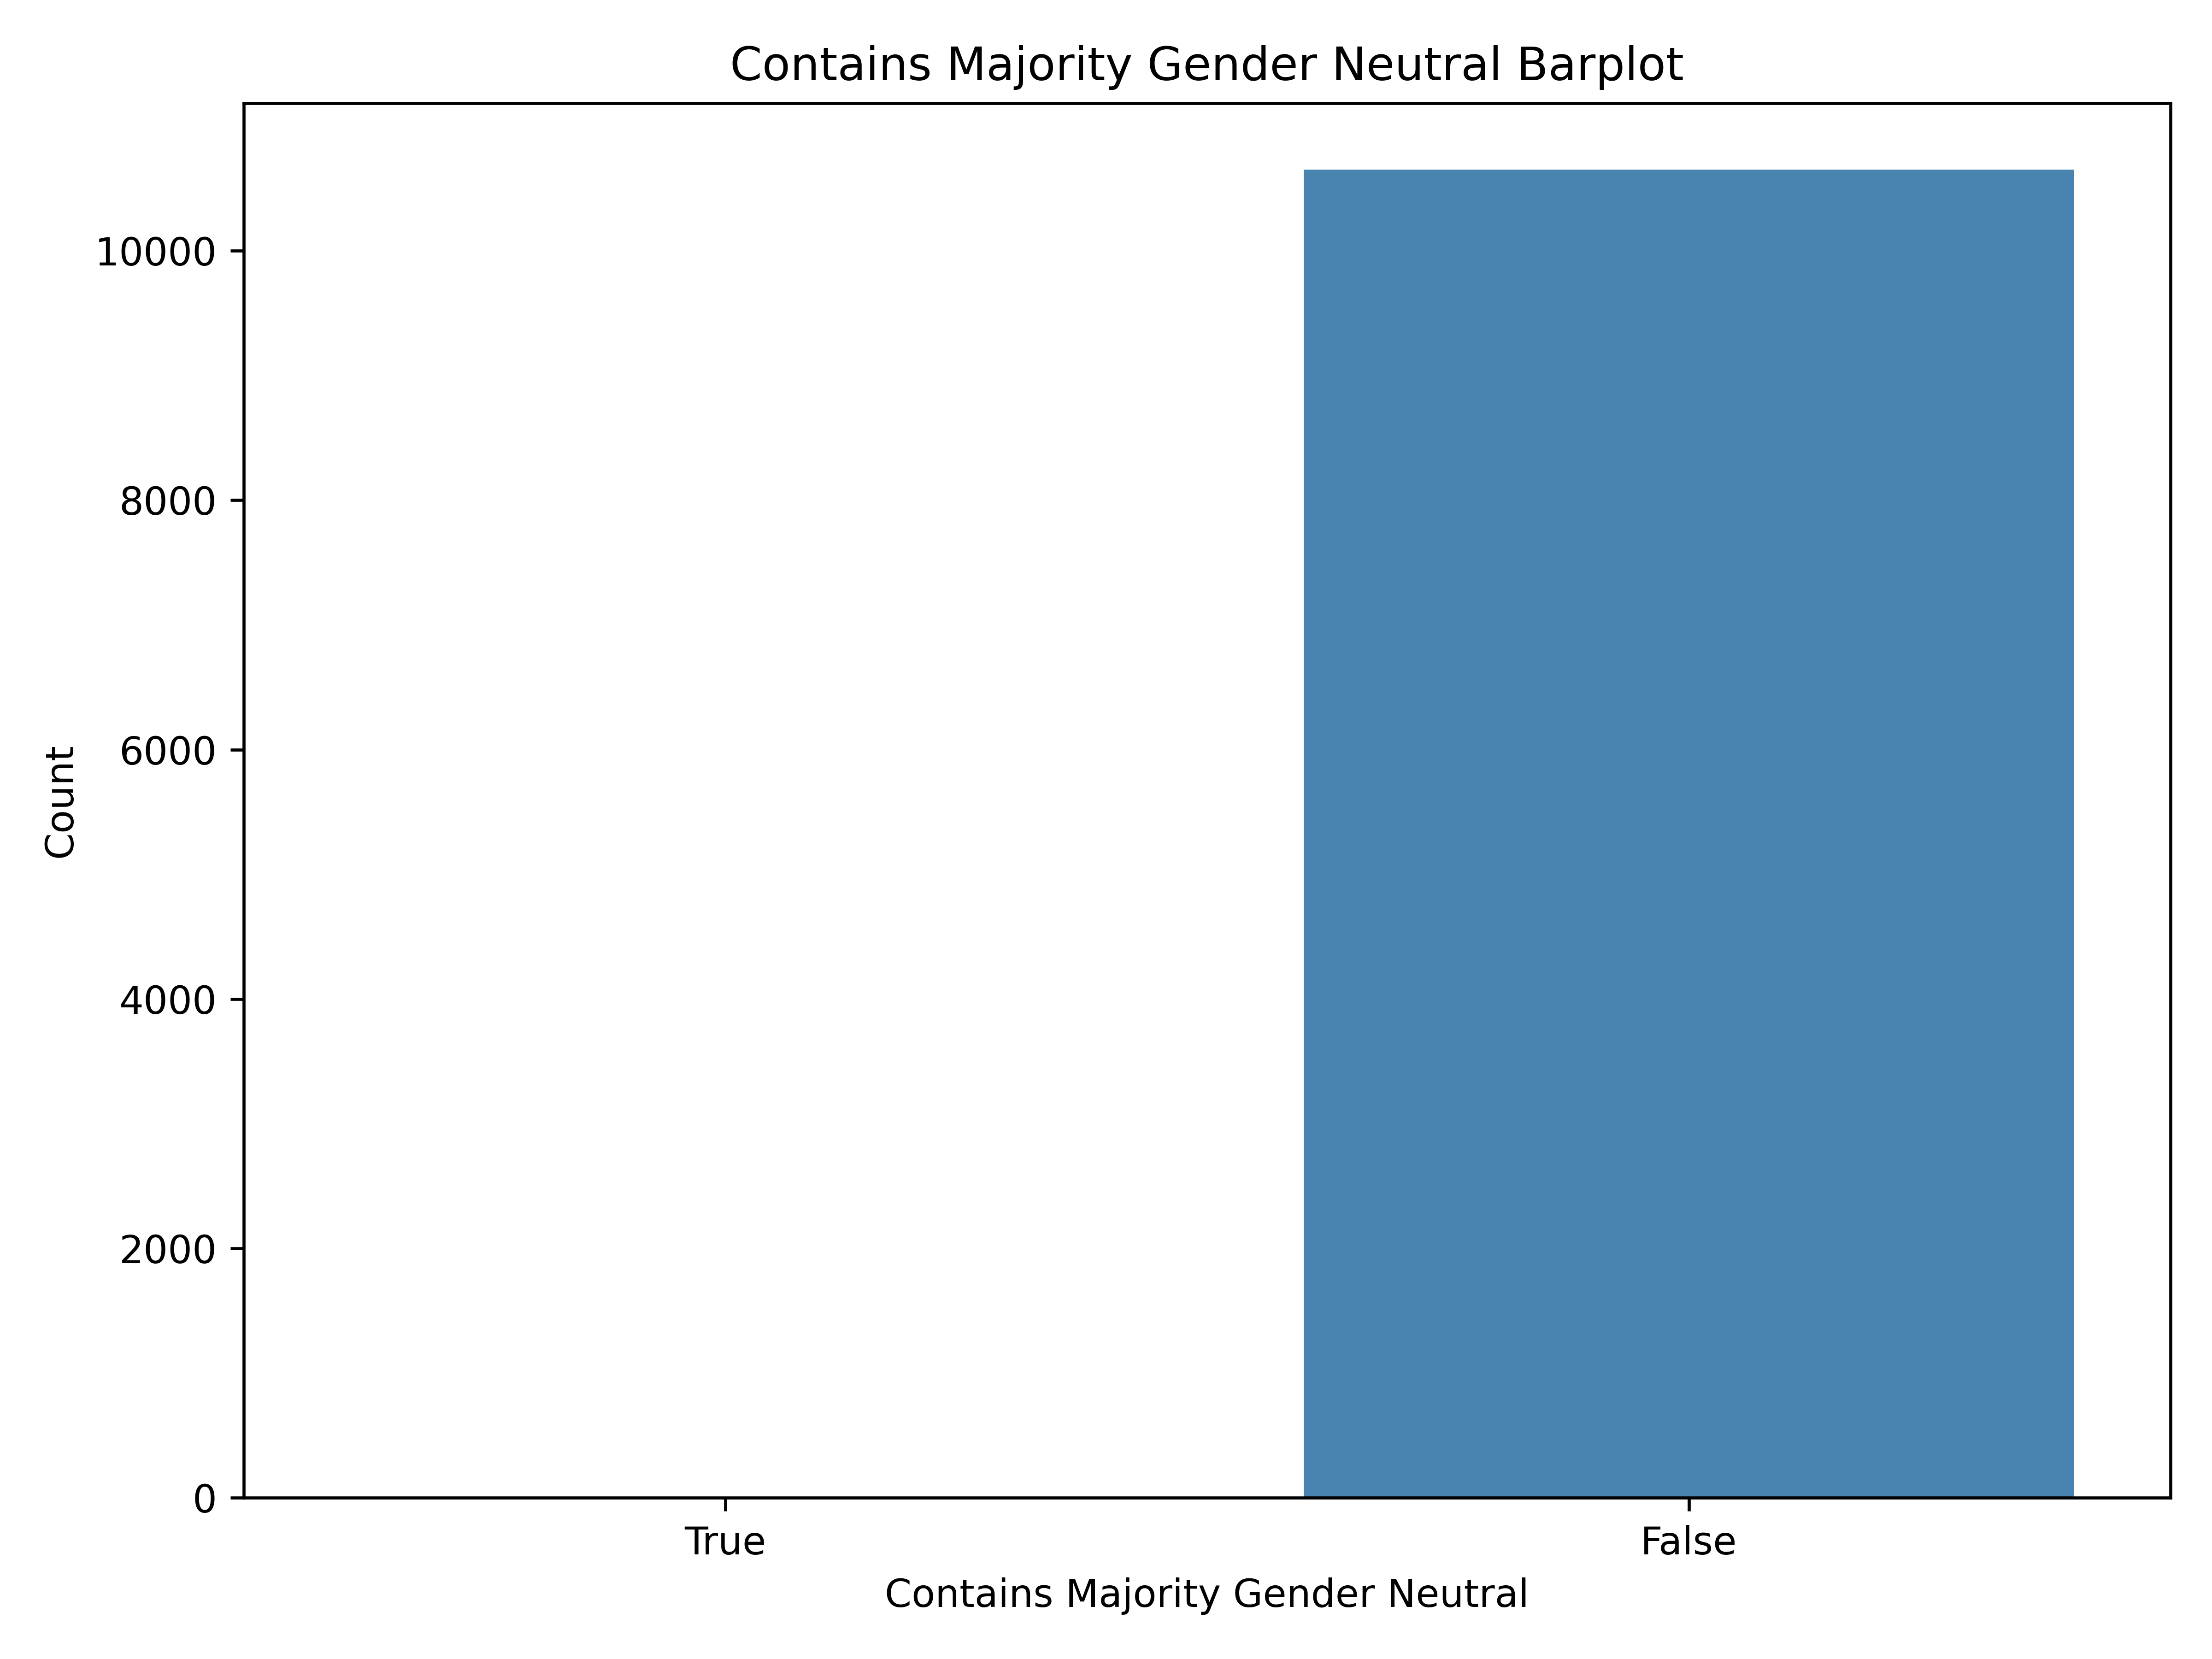 Contains Majority Gender Neutral Barplot
Count
10000
8000
6000
4000
2000
0
True
False
Contains Majority Gender Neutral